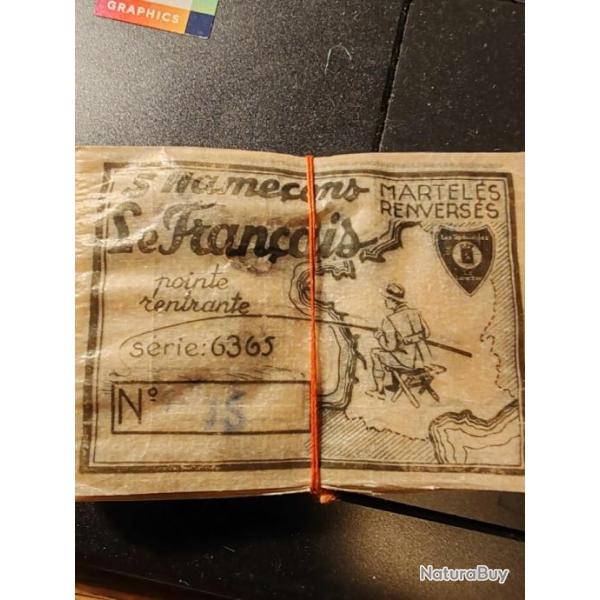 GRAPHICS
5 hameçons
Le Français
pointe
rentrante
série: 6365
N° 15
MARTELÉS
RENVERSÉS
NaturaBuy